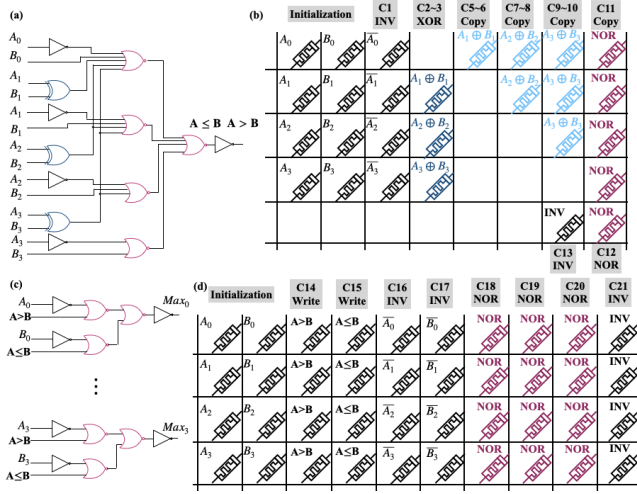 (a)
A0
B0
A1
B1
A1
B1
A2
B2
A2
B2
A3
B3
A3
B3
A ≤ B A > B
(b)
Initialization
C1
INV
C2~3
XOR
C5~6
Copy
C7~8
Copy
C9~10
Copy
C11
Copy
A0 B0 A̅0 A1 ⊕ B1 A2 ⊕ B2 A3 ⊕ B3 NOR
A1 B1 A̅1 A1 ⊕ B1 A2 ⊕ B2 A3 ⊕ B3 NOR
A2 B2 A̅2 A2 ⊕ B2 A3 ⊕ B3 NOR
A3 B3 A̅3 A3 ⊕ B3 NOR
INV NOR
C13
INV
C12
NOR
(c)
A0
A>B
B0
A≤B
Max0
⋮
A3
A>B
B3
A≤B
Max3
(d)
Initialization
C14
Write
C15
Write
C16
INV
C17
INV
C18
NOR
C19
NOR
C20
NOR
C21
INV
A0 B0 A>B A≤B A̅0 B̅0 NOR NOR NOR INV
A1 B1 A>B A≤B A̅1 B̅1 NOR NOR NOR INV
A2 B2 A>B A≤B A̅2 B̅2 NOR NOR NOR INV
A3 B3 A>B A≤B A̅3 B̅3 NOR NOR NOR INV